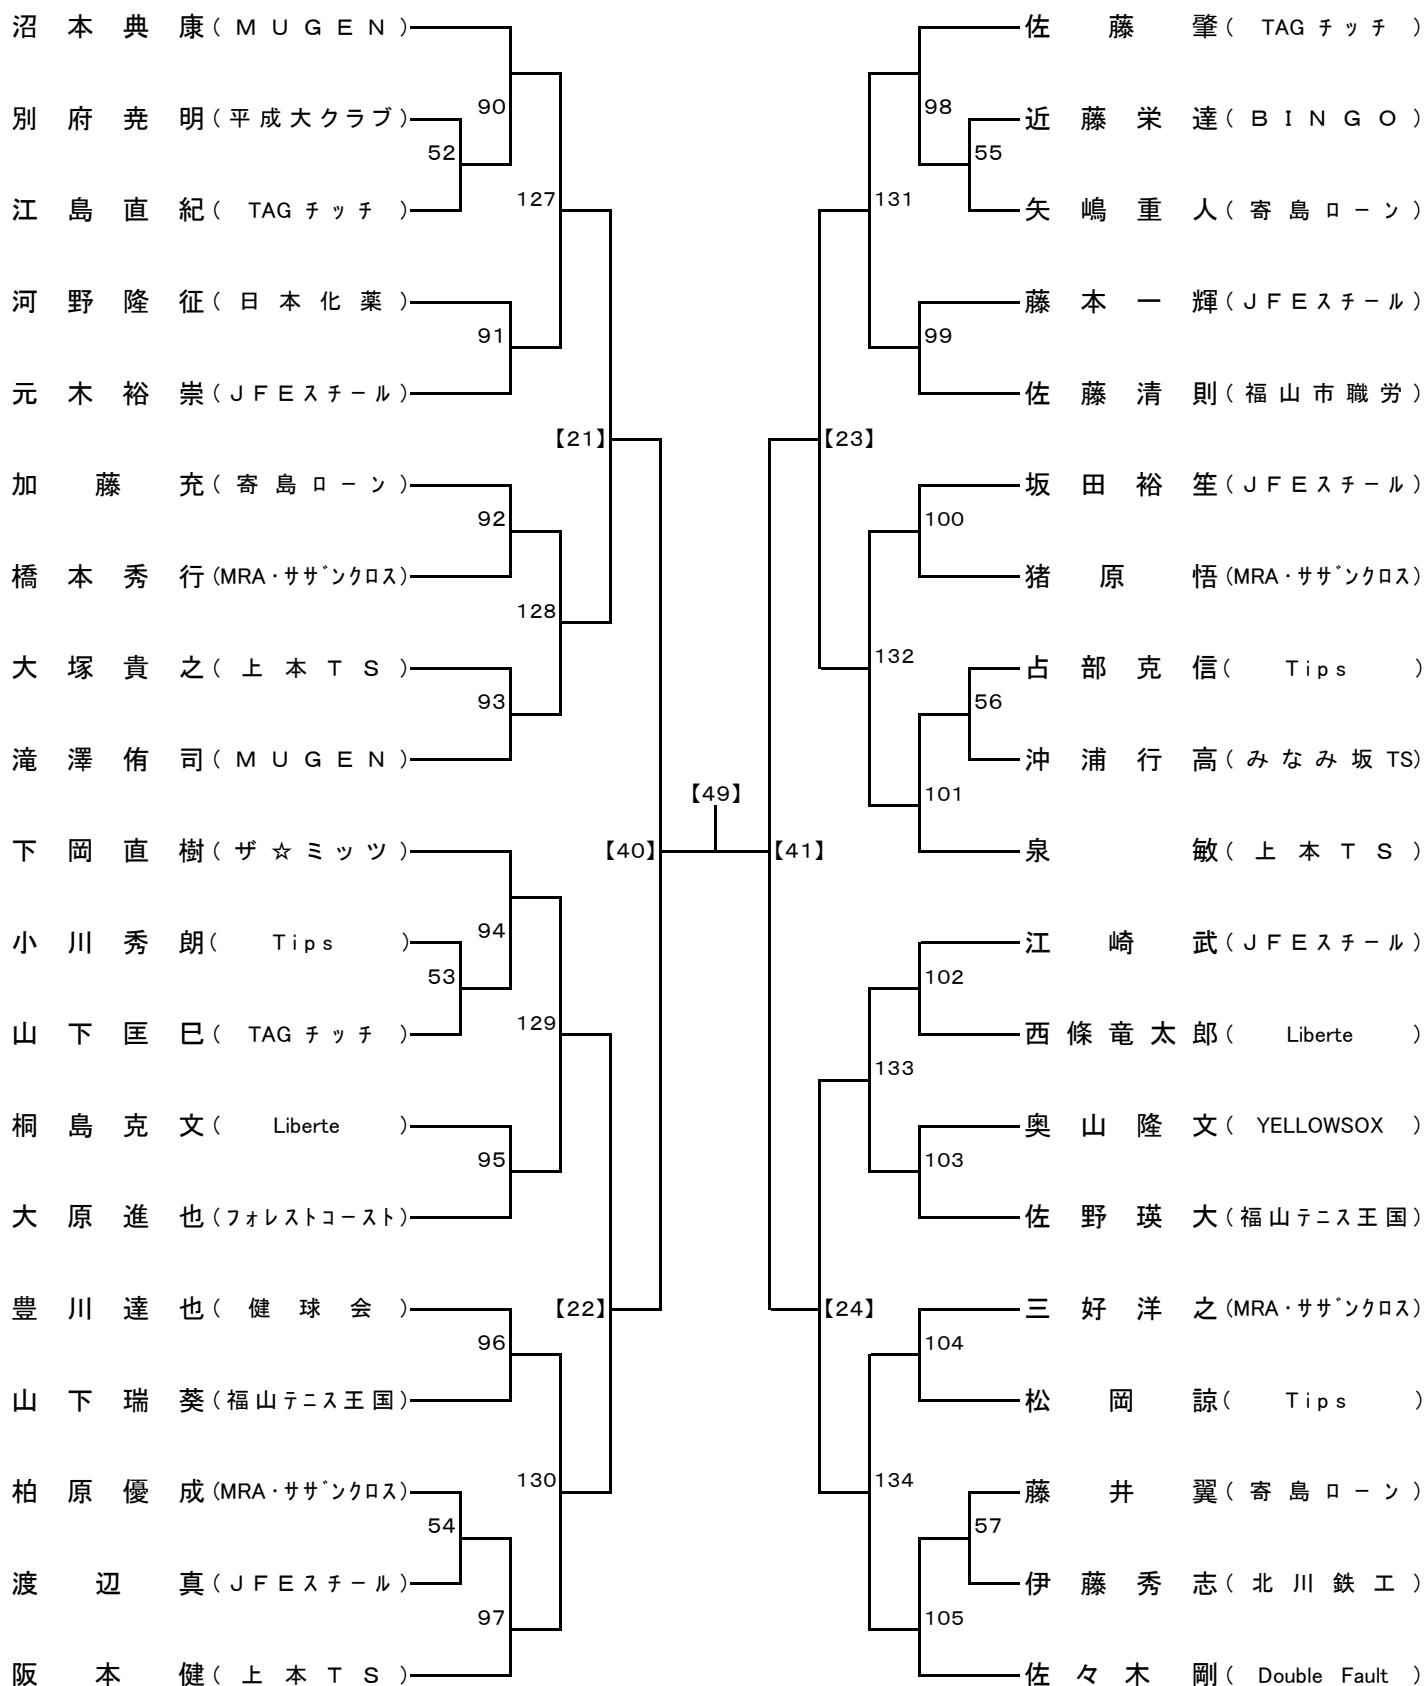 沼本典康(MUGEN)
別府尭明(平成大クラブ)
江島直紀(TAGチッチ)
河野隆征(日本化薬)
元木裕崇(JFEスチール)
加藤充(寄島ローン)
橋本秀行(MRA・サザンクロス)
大塚貴之(上本TS)
滝澤侑司(MUGEN)
下岡直樹(ザ☆ミッツ)
小川秀朗(Tips)
山下匡巳(TAGチッチ)
桐島克文(Liberte)
大原進也(フォレストコースト)
豊川達也(健球会)
山下瑞葵(福山テニス王国)
柏原優成(MRA・サザンクロス)
渡辺真(JFEスチール)
阪本健(上本TS)
52
53
54
90
91
92
93
94
95
96
97
127
128
129
130
【21】
【22】
【40】
【49】
【41】
【23】
【24】
131
132
133
134
98
99
100
101
102
103
104
105
55
56
57
佐藤肇(TAGチッチ)
近藤栄達(BINGO)
矢嶋重人(寄島ローン)
藤本一輝(JFEスチール)
佐藤清則(福山市職労)
坂田裕笙(JFEスチール)
猪原悟(MRA・サザンクロス)
占部克信(Tips)
沖浦行高(みなみ坂TS)
泉敏(上本TS)
江崎武(JFEスチール)
西條竜太郎(Liberte)
奥山隆文(YELLOWSOX)
佐野瑛大(福山テニス王国)
三好洋之(MRA・サザンクロス)
松岡諒(Tips)
藤井翼(寄島ローン)
伊藤秀志(北川鉄工)
佐々木剛(Double Fault)